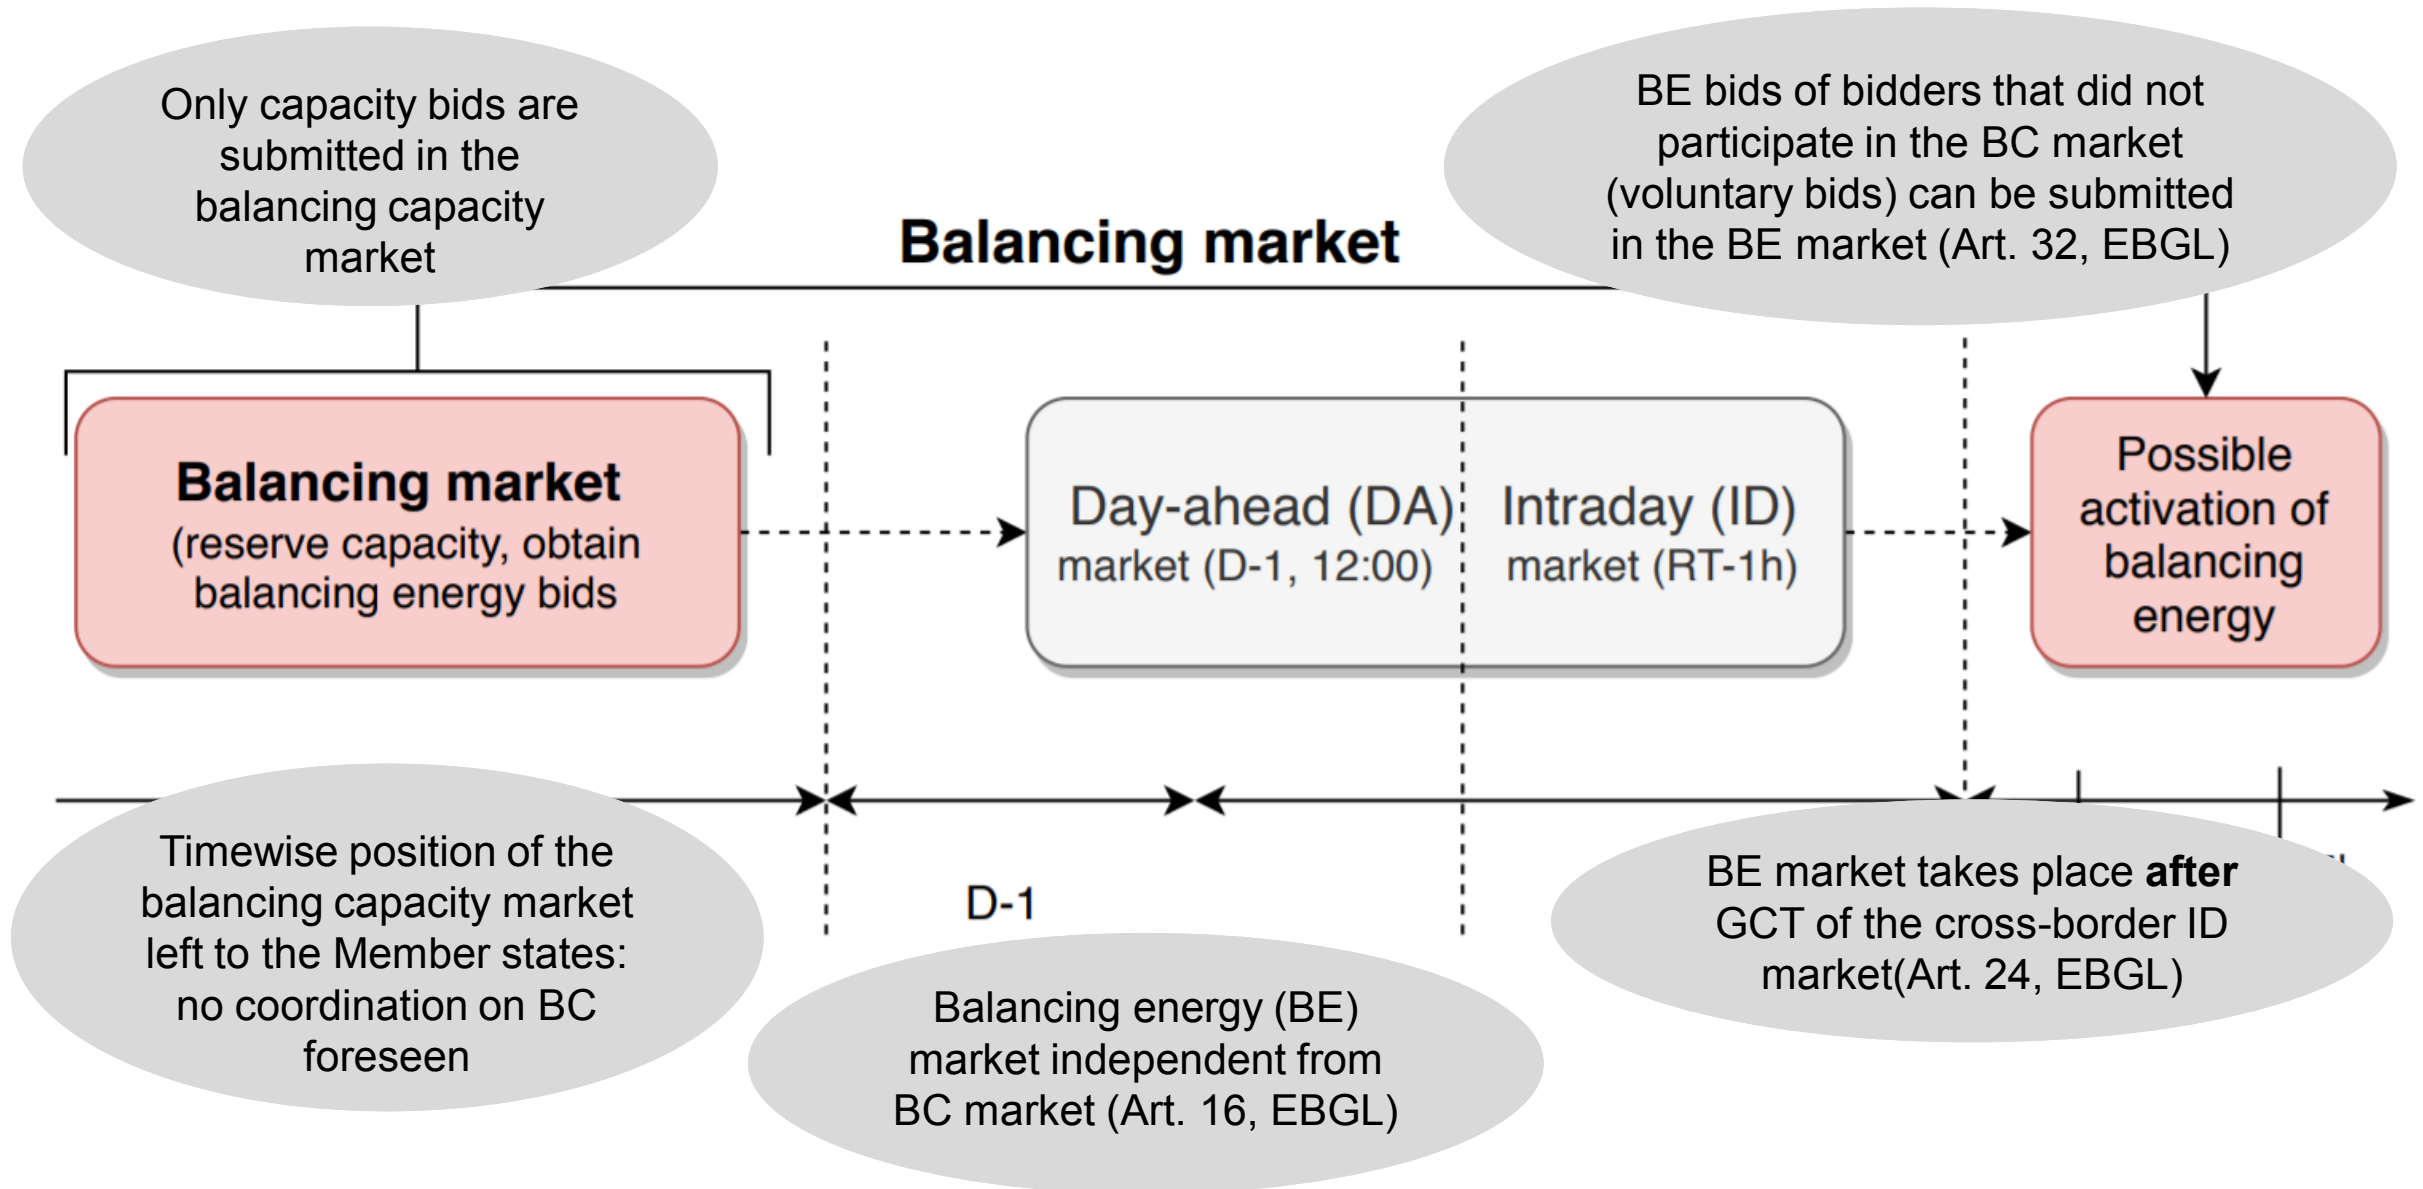 Only capacity bids are
submitted in the
balancing capacity
market
BE bids of bidders that did not
participate in the BC market
(voluntary bids) can be submitted
in the BE market (Art. 32, EBGL)
Balancing market
Balancing market
(reserve capacity, obtain
balancing energy bids
Day-ahead (DA)
market (D-1, 12:00)
Intraday (ID)
market (RT-1h)
Possible
activation of
balancing
energy
Timewise position of the
balancing capacity market
left to the Member states:
no coordination on BC
foreseen
D-1
Balancing energy (BE)
market independent from
BC market (Art. 16, EBGL)
BE market takes place after
GCT of the cross-border ID
market(Art. 24, EBGL)